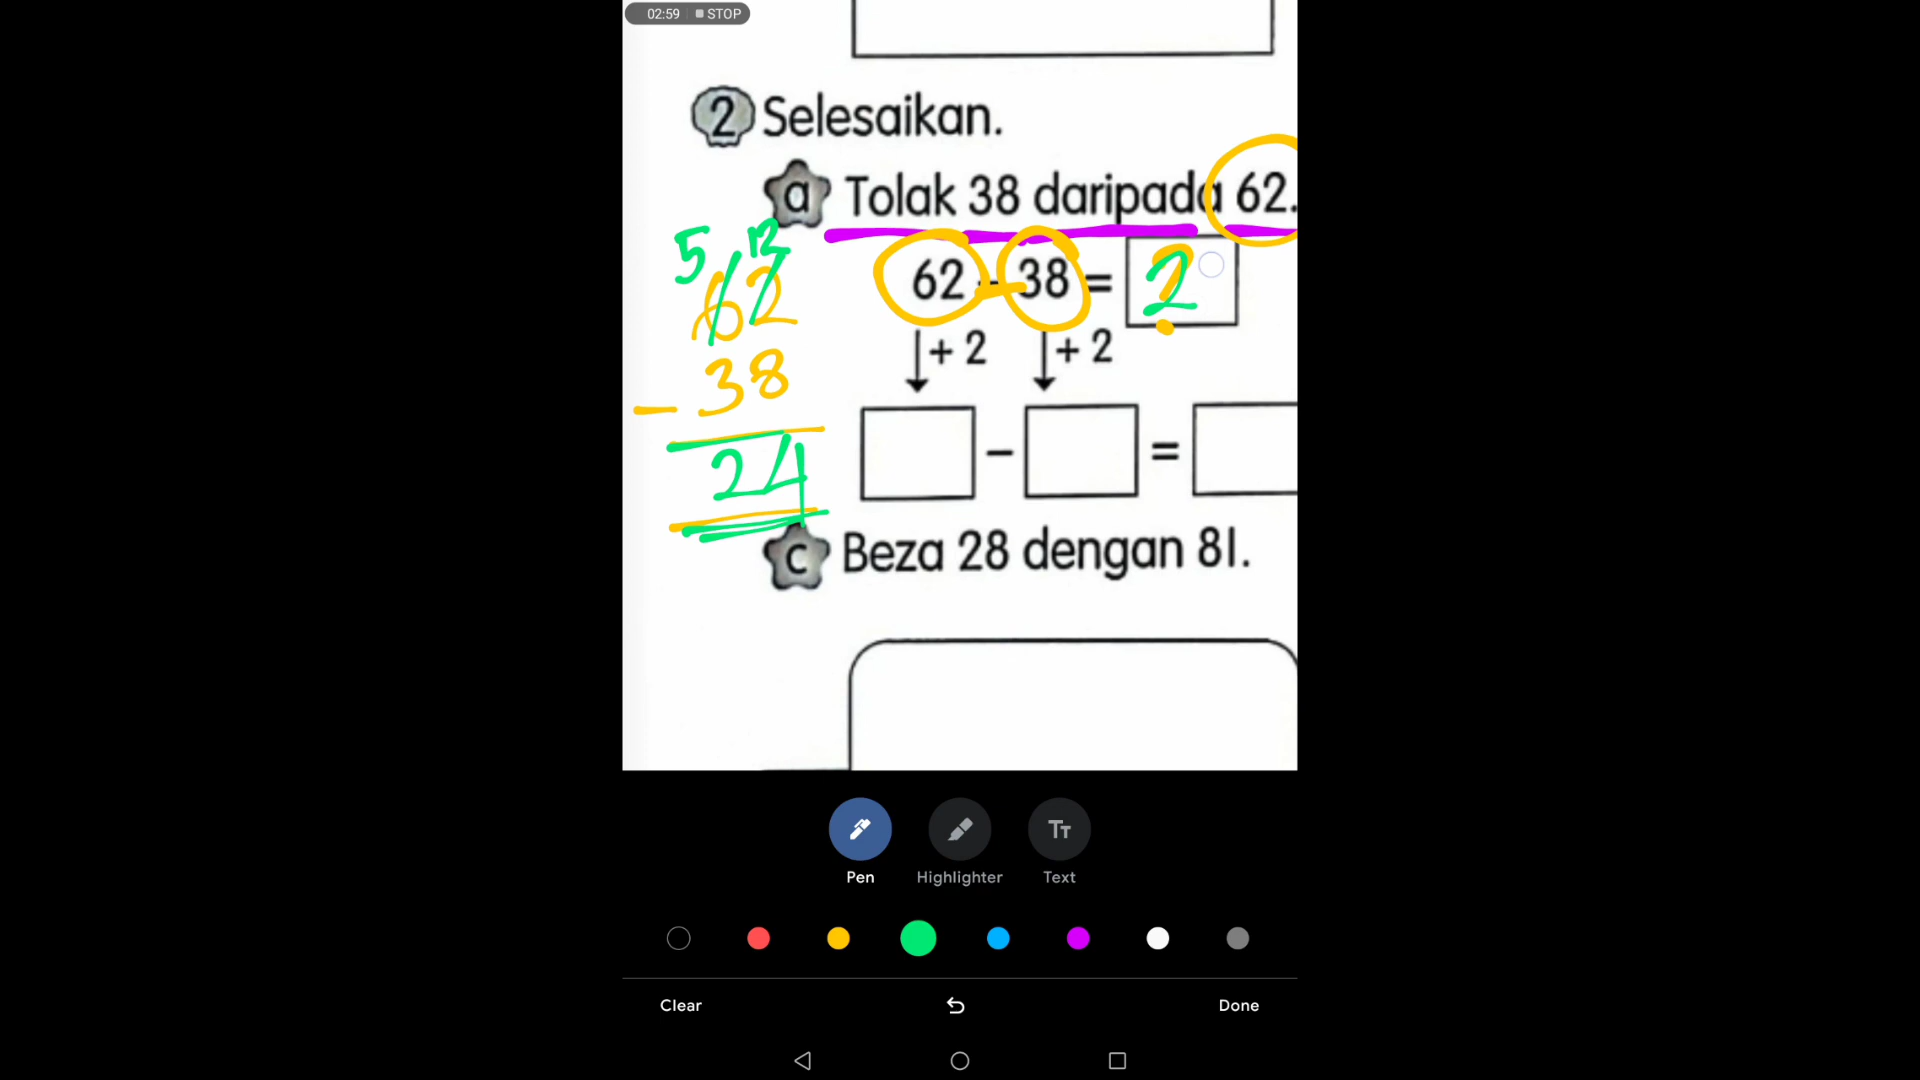 02:59 STOP
2 Selesaikan.
a Tolak 38 daripada 62.
5 12
62
- 38
24
62 - 38 = 2
+ 2 + 2
- =
c Beza 28 dengan 81.
Pen Highlighter Text
Clear Done